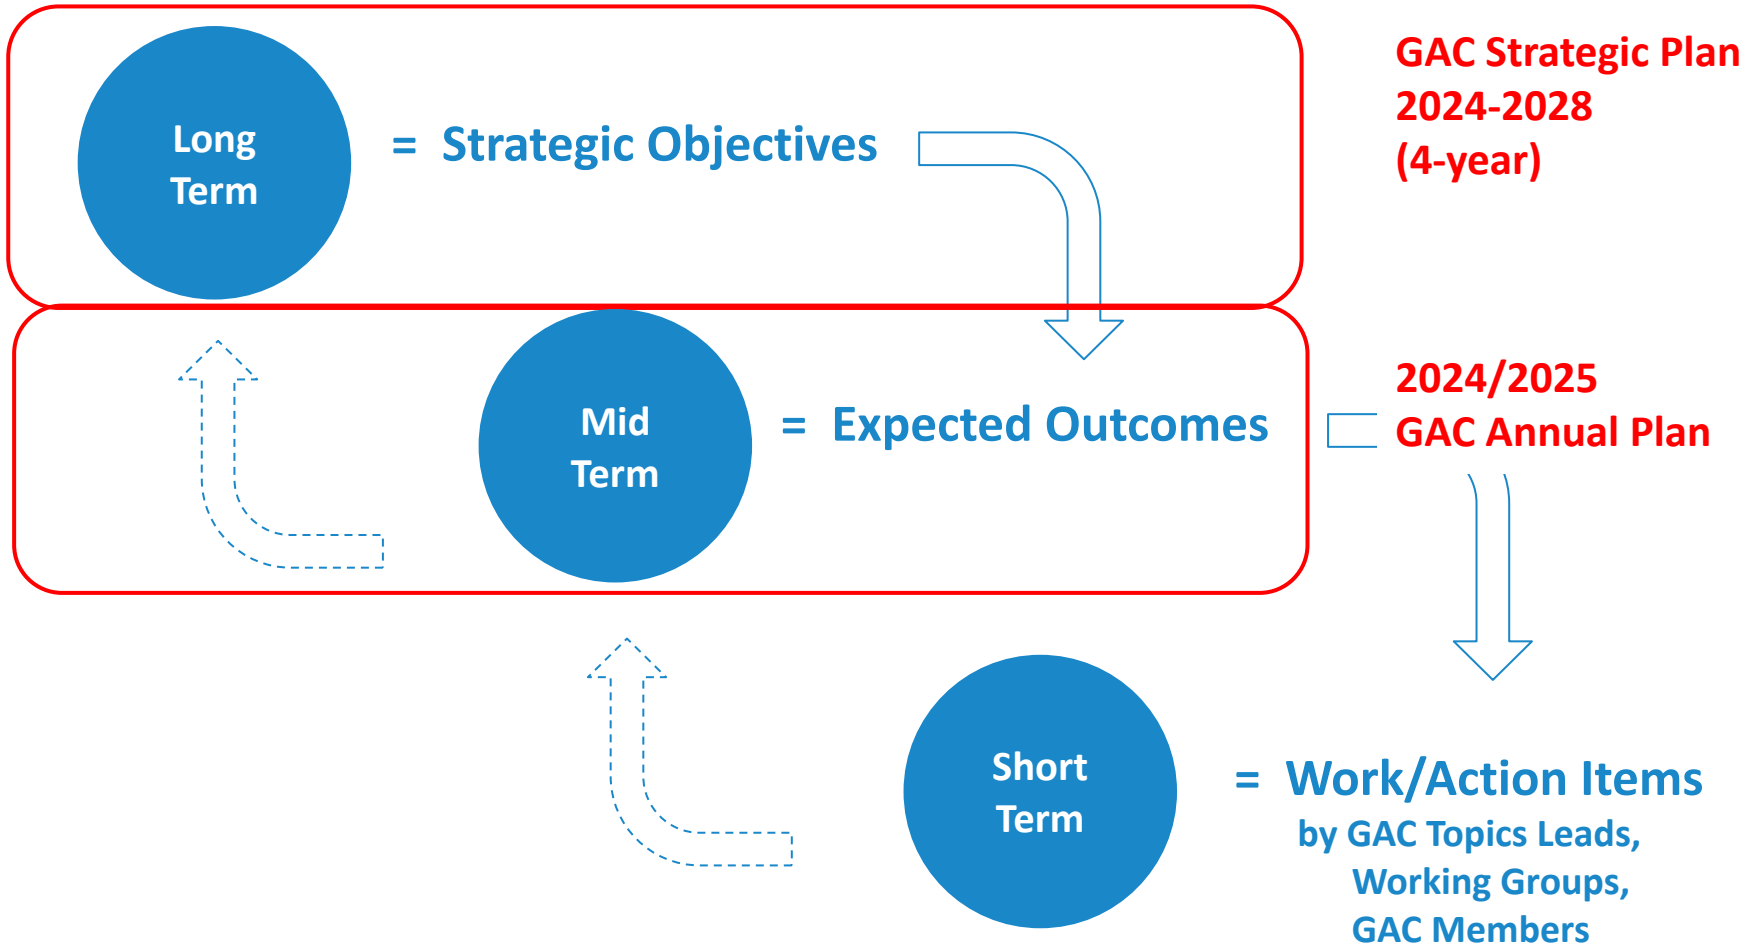 Long
Term
= Strategic Objectives
GAC Strategic Plan
2024-2028
(4-year)
Mid
Term
= Expected Outcomes
2024/2025
GAC Annual Plan
Short
Term
= Work/Action Items
by GAC Topics Leads,
Working Groups,
GAC Members